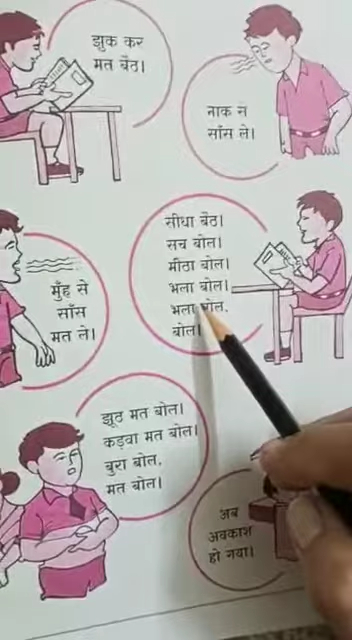 झुक कर
मत बैठ।
नाक से
साँस ले।
सीधा बैठ।
सच बोल।
मीठा बोल।
भला बोल।
भला बोल,
बोल।
मुँह से
साँस
मत ले।
झूठ मत बोल।
कड़वा मत बोल।
बुरा बोल,
मत बोल।
अब
अवकाश
हो गया।